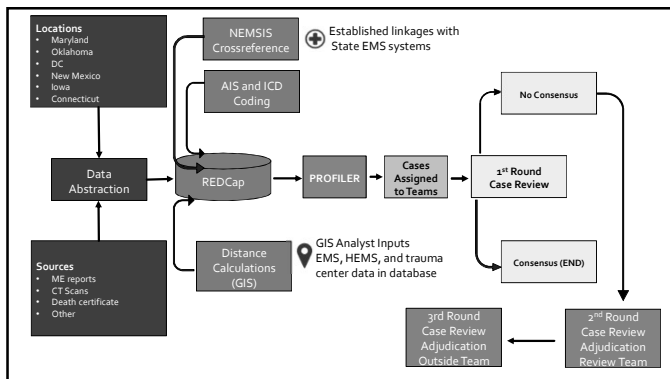 Locations
• Maryland
• Oklahoma
• DC
• New Mexico
• Iowa
• Connecticut
NEMSIS
Crossreference
Established linkages with
State EMS systems
AIS and ICD
Coding
No Consensus
Data
Abstraction
REDCap
PROFILER
Cases
Assigned
to Teams
1st Round
Case Review
Sources
• ME reports
• CT Scans
• Death certificate
• Other
Distance
Calculations
(GIS)
GIS Analyst Inputs
EMS, HEMS, and trauma
center data in database
Consensus (END)
3rd Round
Case Review
Adjudication
Outside Team
2nd Round
Case Review
Adjudication
Review Team